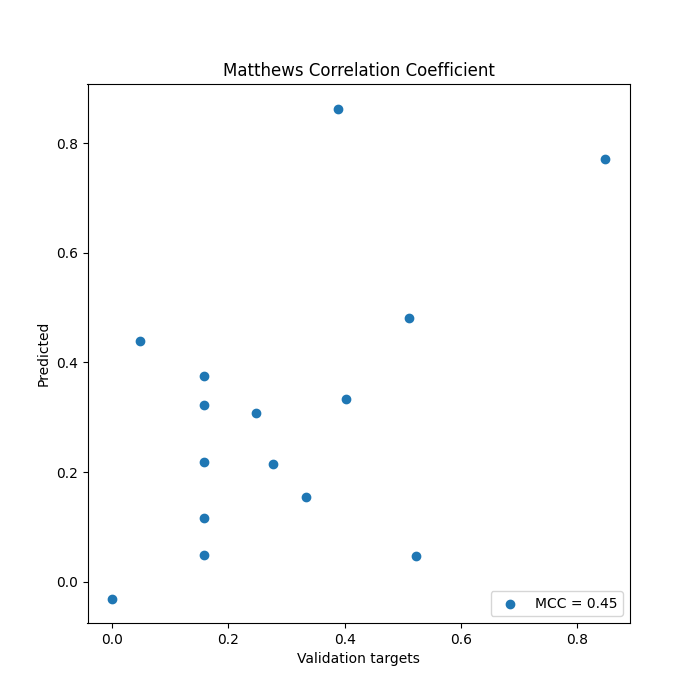 Matthews Correlation Coefficient
Predicted
0.8
0.6
0.4
0.2
0.0
MCC = 0.45
0.0 0.2 0.4 0.6 0.8
Validation targets